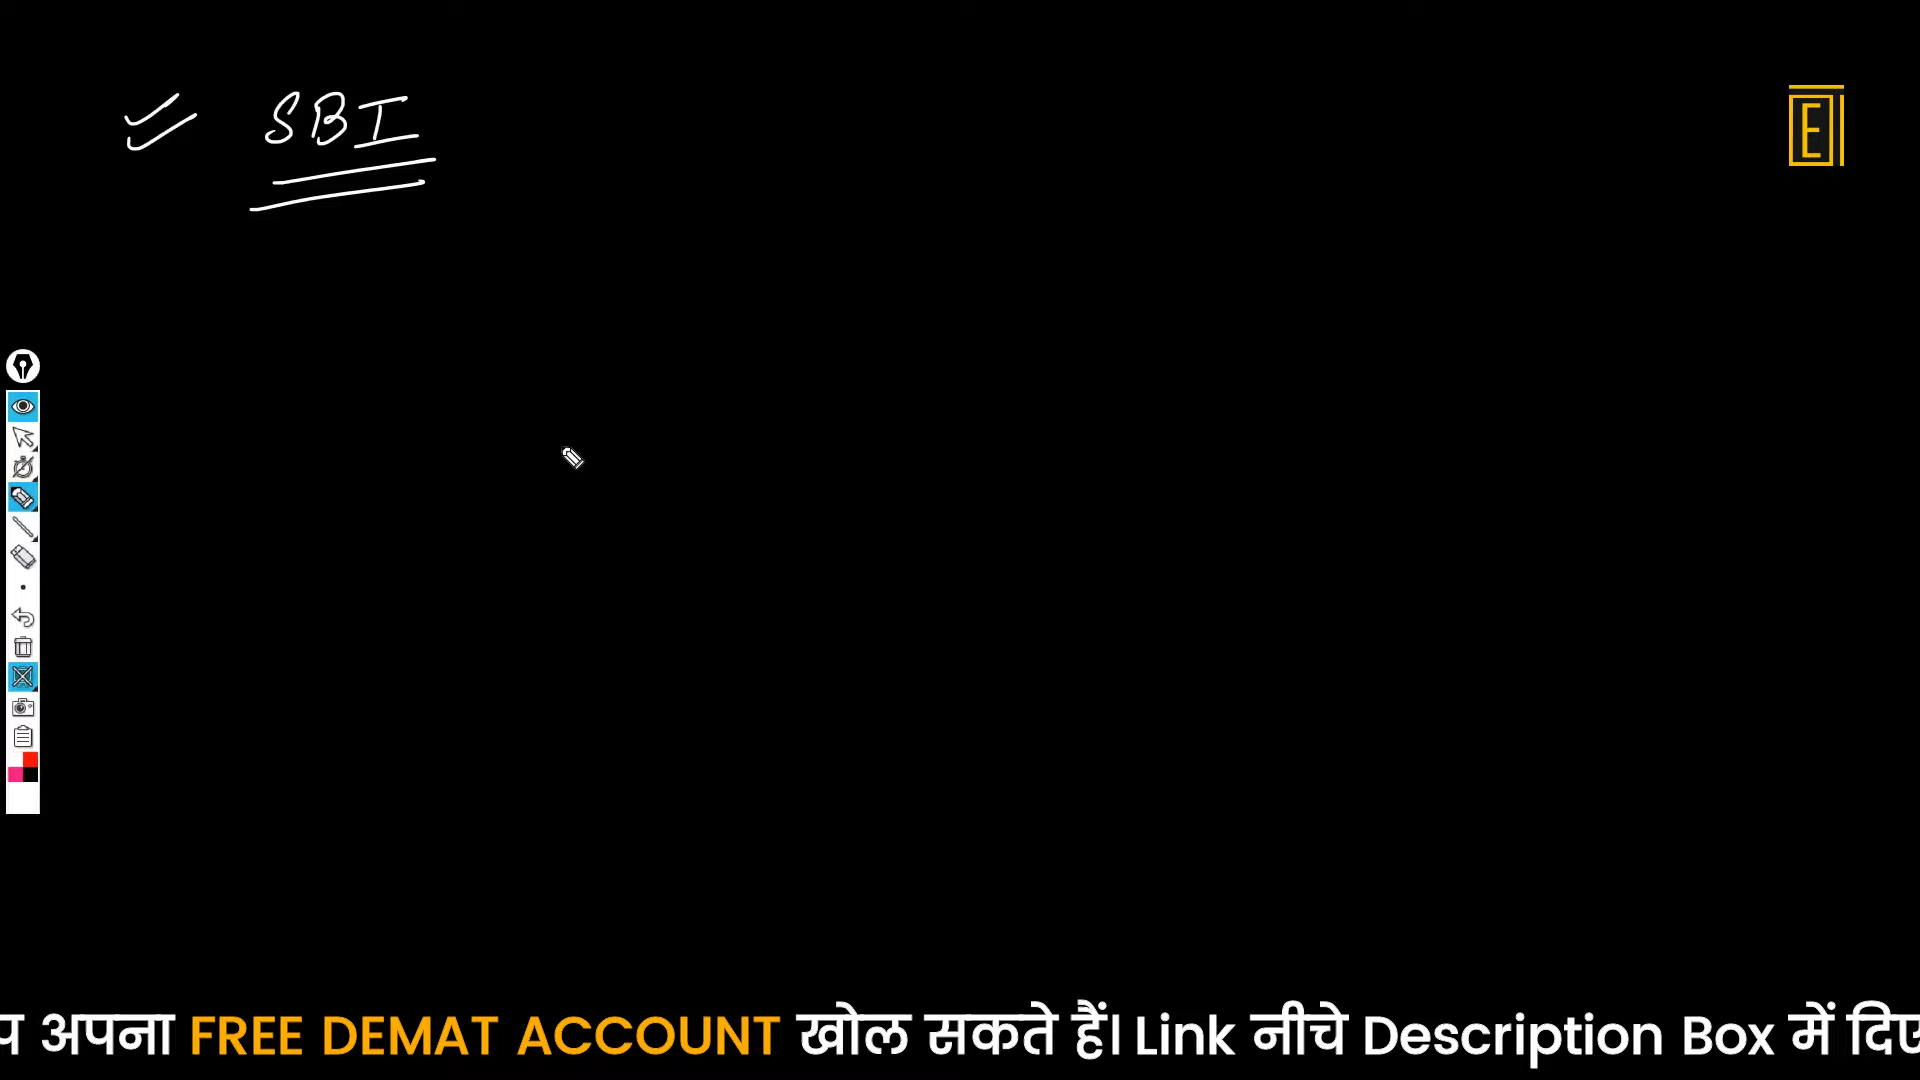 SBI
E
अपना FREE DEMAT ACCOUNT खोल सकते हैं। Link नीचे Description Box में